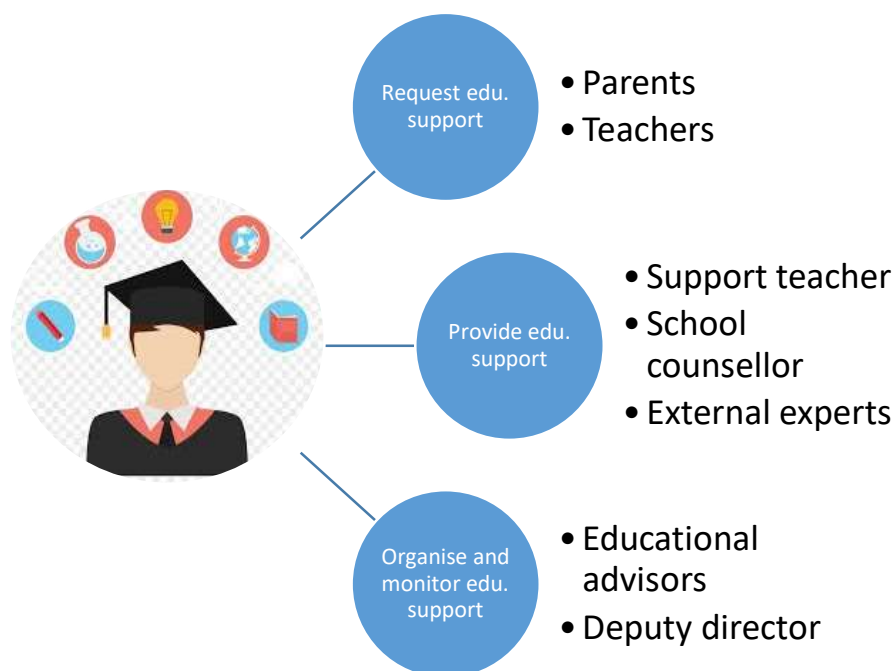 Request edu.
support
• Parents
• Teachers
Provide edu.
support
• Support teacher
• School
counsellor
• External experts
Organise and
monitor edu.
support
• Educational
advisors
• Deputy director